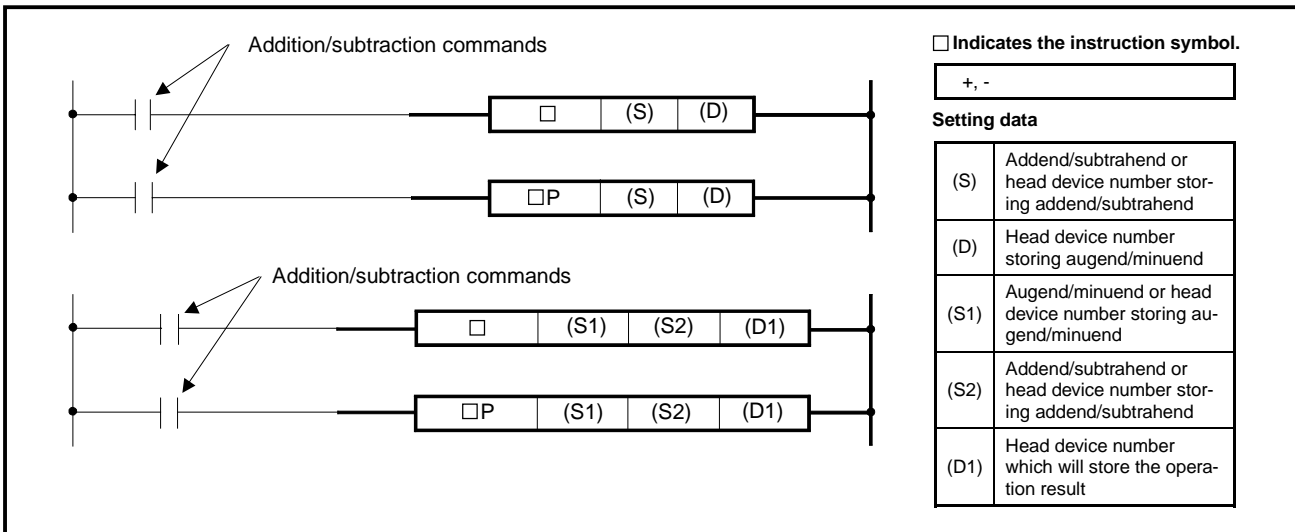 Addition/subtraction commands
□ (S) (D)
□P (S) (D)
Addition/subtraction commands
□ (S1) (S2) (D1)
□P (S1) (S2) (D1)
□ Indicates the instruction symbol.
+, -
Setting data
(S) Addend/subtrahend or
head device number stor-
ing addend/subtrahend
(D) Head device number
storing augend/minuend
(S1) Augend/minuend or head
device number storing au-
gend/minuend
(S2) Addend/subtrahend or
head device number stor-
ing addend/subtrahend
(D1) Head device number
which will store the opera-
tion result